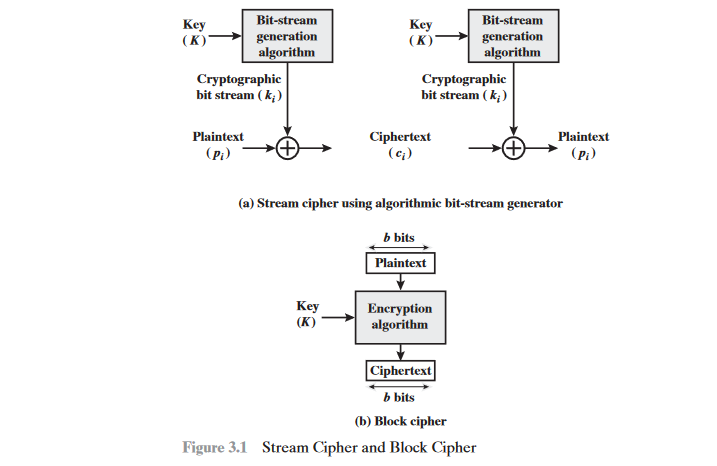 Key
(K)
Bit-stream
generation
algorithm
Cryptographic
bit stream (kᵢ)
Plaintext
(pᵢ)
Key
(K)
Bit-stream
generation
algorithm
Cryptographic
bit stream (kᵢ)
Ciphertext
(cᵢ)
Plaintext
(pᵢ)
(a) Stream cipher using algorithmic bit-stream generator
b bits
Plaintext
Key
(K)
Encryption
algorithm
Ciphertext
b bits
(b) Block cipher
Figure 3.1 Stream Cipher and Block Cipher